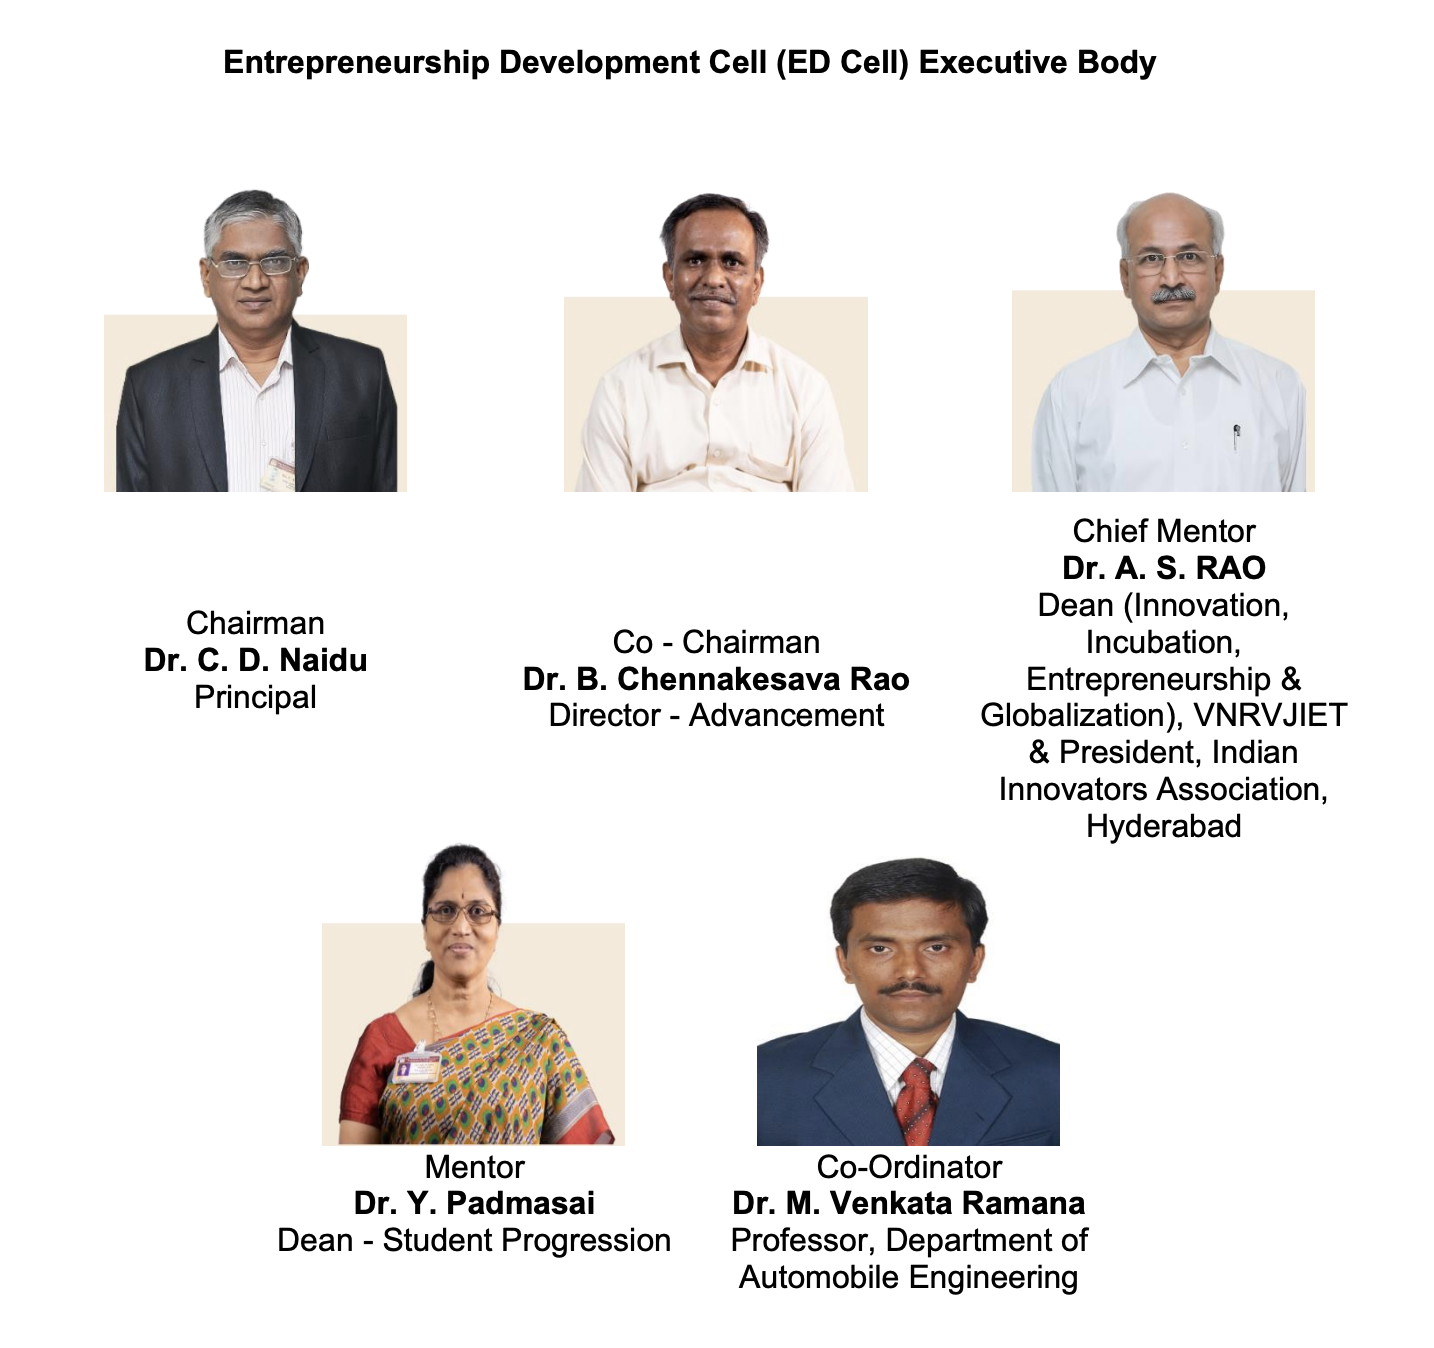 Entrepreneurship Development Cell (ED Cell) Executive Body
Chairman
Dr. C. D. Naidu
Principal
Co - Chairman
Dr. B. Chennakesava Rao
Director - Advancement
Chief Mentor
Dr. A. S. RAO
Dean (Innovation,
Incubation,
Entrepreneurship &
Globalization), VNRVJIET
& President, Indian
Innovators Association,
Hyderabad
Mentor
Dr. Y. Padmasai
Dean - Student Progression
Co-Ordinator
Dr. M. Venkata Ramana
Professor, Department of
Automobile Engineering